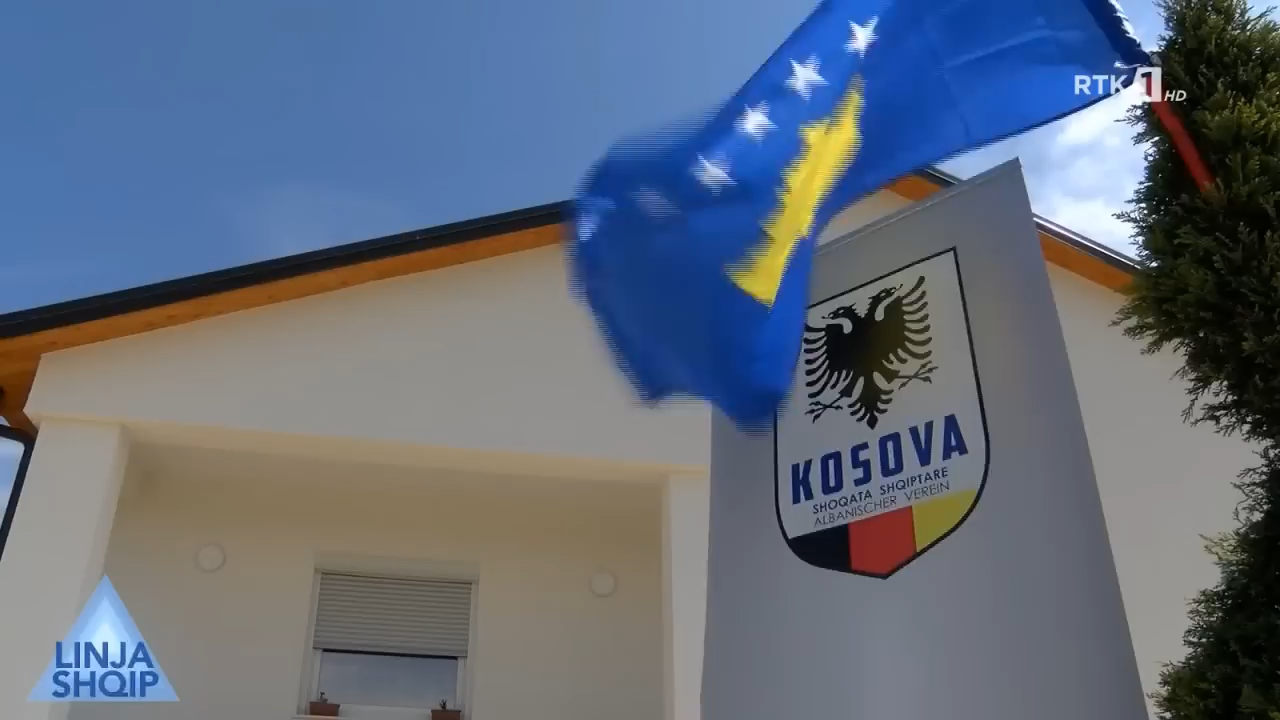 RTK 1 HD
KOSOVA
SHOQATA SHQIPTARE
ALBANISCHER VEREIN
LINJA
SHQIP